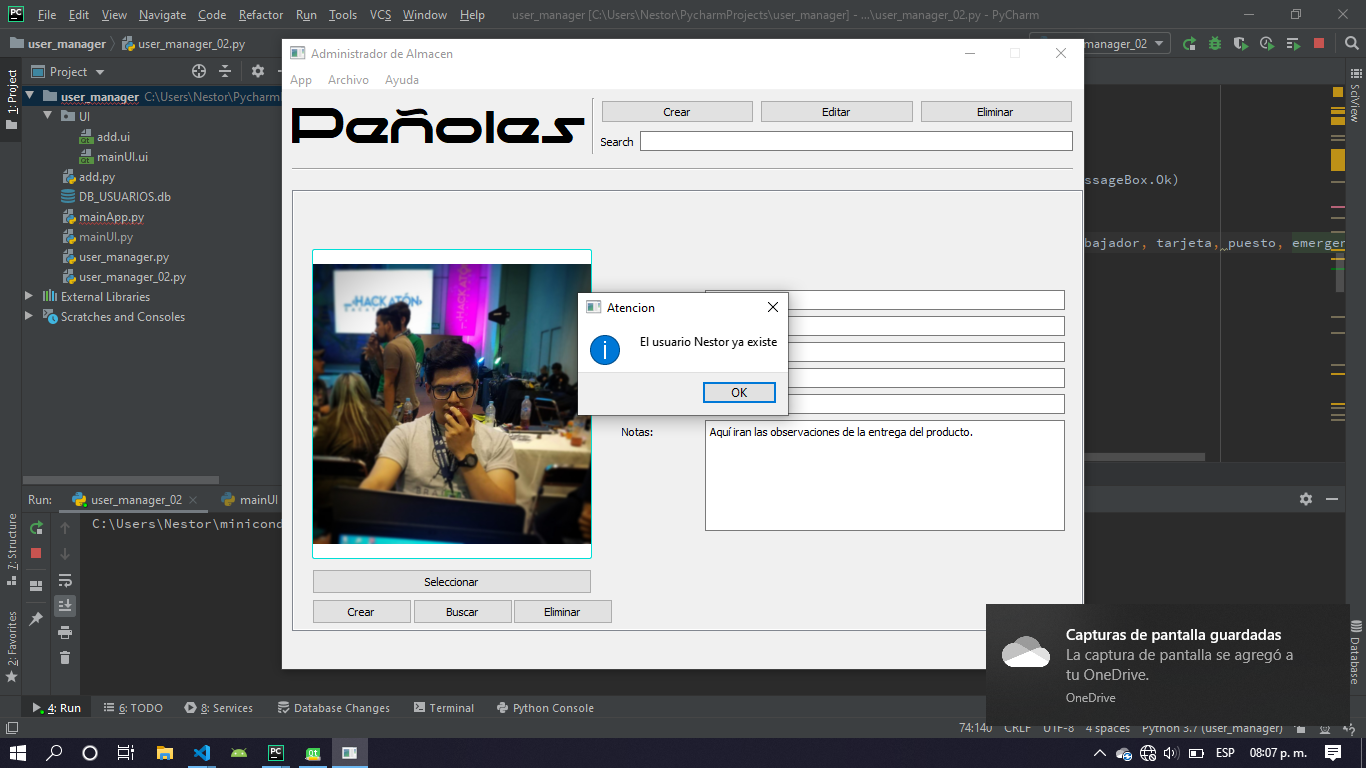 File Edit View Navigate Code Refactor Run Tools VCS Window Help user_manager [C:\Users\Nestor\PycharmProjects\user_manager] - ...\user_manager_02.py - PyCharm
user_manager user_manager_02.py
manager_02
Administrador de Almacen
App Archivo Ayuda
Peñoles
Crear Editar Eliminar
Search
1: Project
Project
user_manager C:\Users\Nestor\Pycharm
UI
add.ui
mainUI.ui
add.py
DB_USUARIOS.db
mainApp.py
mainUI.py
user_manager.py
user_manager_02.py
External Libraries
Scratches and Consoles
ssageBox.Ok)
bajador, tarjeta, puesto, emergen
SciView
HACKATÓN
HACKATÓN
Atencion
El usuario Nestor ya existe
OK
Notas:
Aquí iran las observaciones de la entrega del producto.
Seleccionar
Crear Buscar Eliminar
Run: user_manager_02 mainUI
C:\Users\Nestor\minicond
7: Structure
2: Favorites
Database
Capturas de pantalla guardadas
La captura de pantalla se agregó a
tu OneDrive.
OneDrive
4: Run 6: TODO 8: Services Database Changes Terminal Python Console
74:140 CRLF UTF-8 4 spaces Python 3.7 (user_manager)
ESP 08:07 p. m.